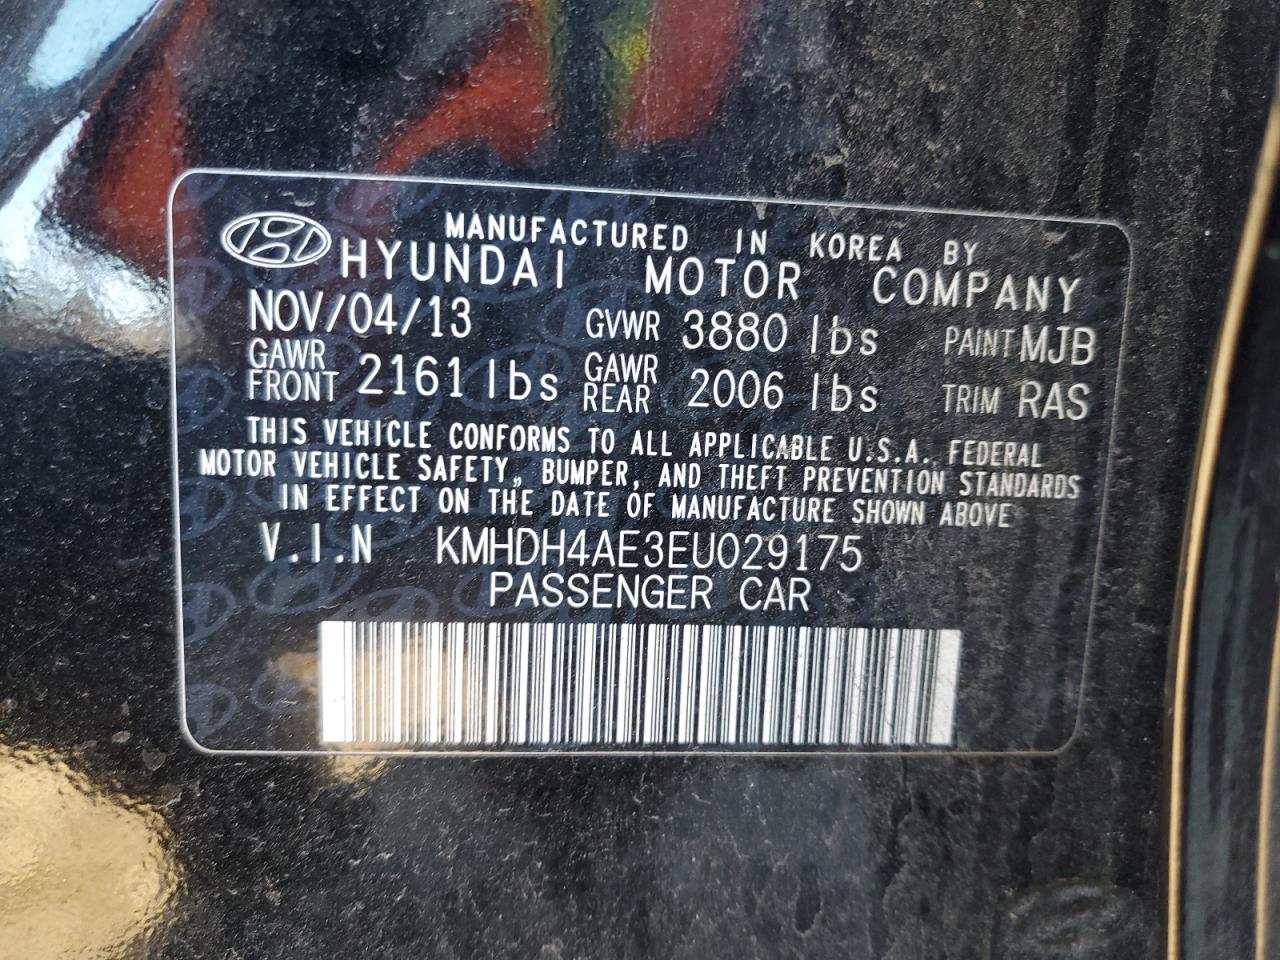 MANUFACTURED IN KOREA BY
HYUNDAI MOTOR COMPANY
NOV/04/13 GVWR 3880 lbs PAINT MJB
GAWR FRONT 2161 lbs GAWR REAR 2006 lbs TRIM RAS
THIS VEHICLE CONFORMS TO ALL APPLICABLE U.S.A. FEDERAL
MOTOR VEHICLE SAFETY, BUMPER, AND THEFT PREVENTION STANDARDS
IN EFFECT ON THE DATE OF MANUFACTURE SHOWN ABOVE
V.I.N KMHDH4AE3EU029175
PASSENGER CAR